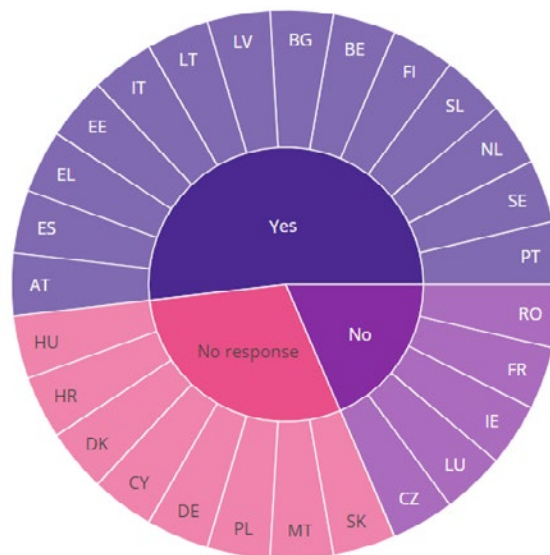 Yes
No
No response
AT
ES
EL
EE
IT
LT
LV
BG
BE
FI
SL
NL
SE
PT
RO
FR
IE
LU
CZ
SK
MT
PL
DE
CY
DK
HR
HU